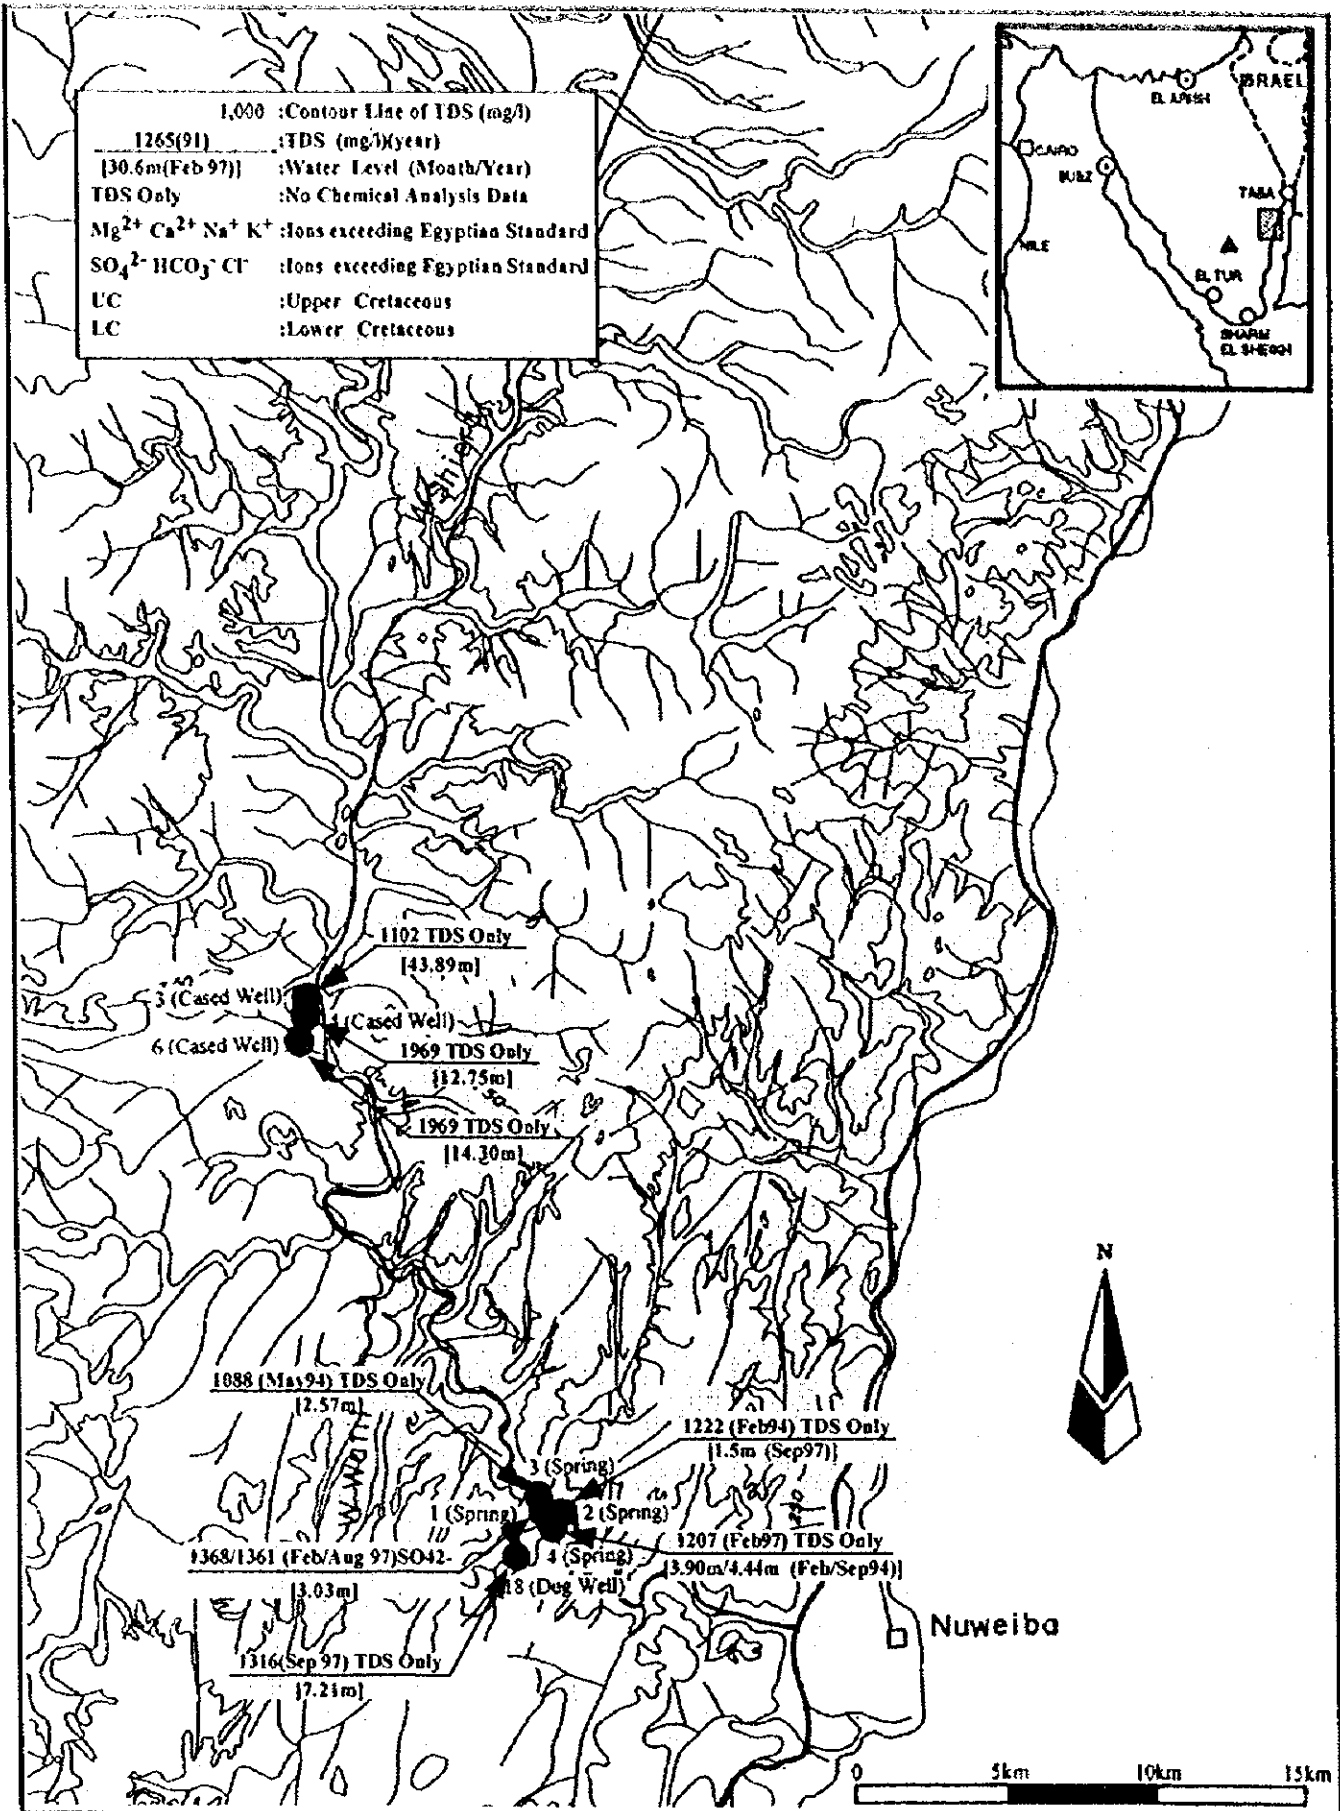 1,000 :Contour Line of TDS (mg/l)
1265(91) :TDS (mg/l)(year)
[30.6m(Feb 97)] :Water Level (Month/Year)
TDS Only :No Chemical Analysis Data
Mg2+ Ca2+ Na+ K+ :Ions exceeding Egyptian Standard
SO42- HCO3- Cl- :Ions exceeding Egyptian Standard
UC :Upper Cretaceous
LC :Lower Cretaceous
ISRAEL
EL ARISH
CAIRO
SUEZ
TABA
NILE
EL TUR
SHARM
EL SHEIKH
1102 TDS Only
[43.89m]
3 (Cased Well)
4 (Cased Well)
6 (Cased Well)
1969 TDS Only
[12.75m]
1969 TDS Only
[14.30m]
N
1088 (May94) TDS Only
[2.57m]
1222 (Feb94) TDS Only
[1.5m (Sep97)]
3 (Spring)
1 (Spring)
2 (Spring)
1207 (Feb97) TDS Only
[3.90m/4.44m (Feb/Sep94)]
1368/1361 (Feb/Aug 97)SO42-
[3.03m]
4 (Spring)
18 (Dug Well)
Nuweiba
1316(Sep 97) TDS Only
[7.21m]
0 5km 10km 15km